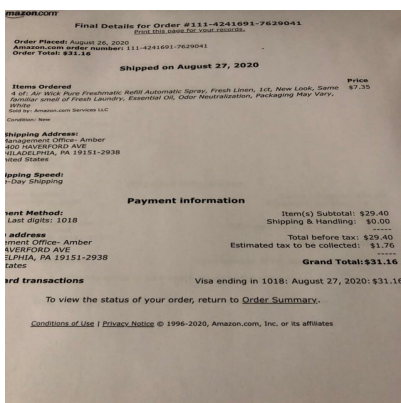 amazon.com
Final Details for Order #111-4241691-7629041
Print this page for your records.
Order Placed: August 26, 2020
Amazon.com order number: 111-4241691-7629041
Order Total: $31.16
Shipped on August 27, 2020
Items Ordered Price
4 of: Air Wick Pure Freshmatic Refill Automatic Spray, Fresh Linen, 1ct, New Look, Same $7.35
familiar smell of Fresh Laundry, Essential Oil, Odor Neutralization, Packaging May Vary,
White
Sold by: Amazon.com Services LLC
Condition: New
Shipping Address:
Management Office- Amber
400 HAVERFORD AVE
HILADELPHIA, PA 19151-2938
nited States
ipping Speed:
e-Day Shipping
Payment information
ment Method: Item(s) Subtotal: $29.40
Last digits: 1018 Shipping & Handling: $0.00
-----
address Total before tax: $29.40
ement Office- Amber Estimated tax to be collected: $1.76
AVERFORD AVE -----
ELPHIA, PA 19151-2938 Grand Total: $31.16
tates
ard transactions Visa ending in 1018: August 27, 2020: $31.16
To view the status of your order, return to Order Summary.
Conditions of Use | Privacy Notice © 1996-2020, Amazon.com, Inc. or its affiliates